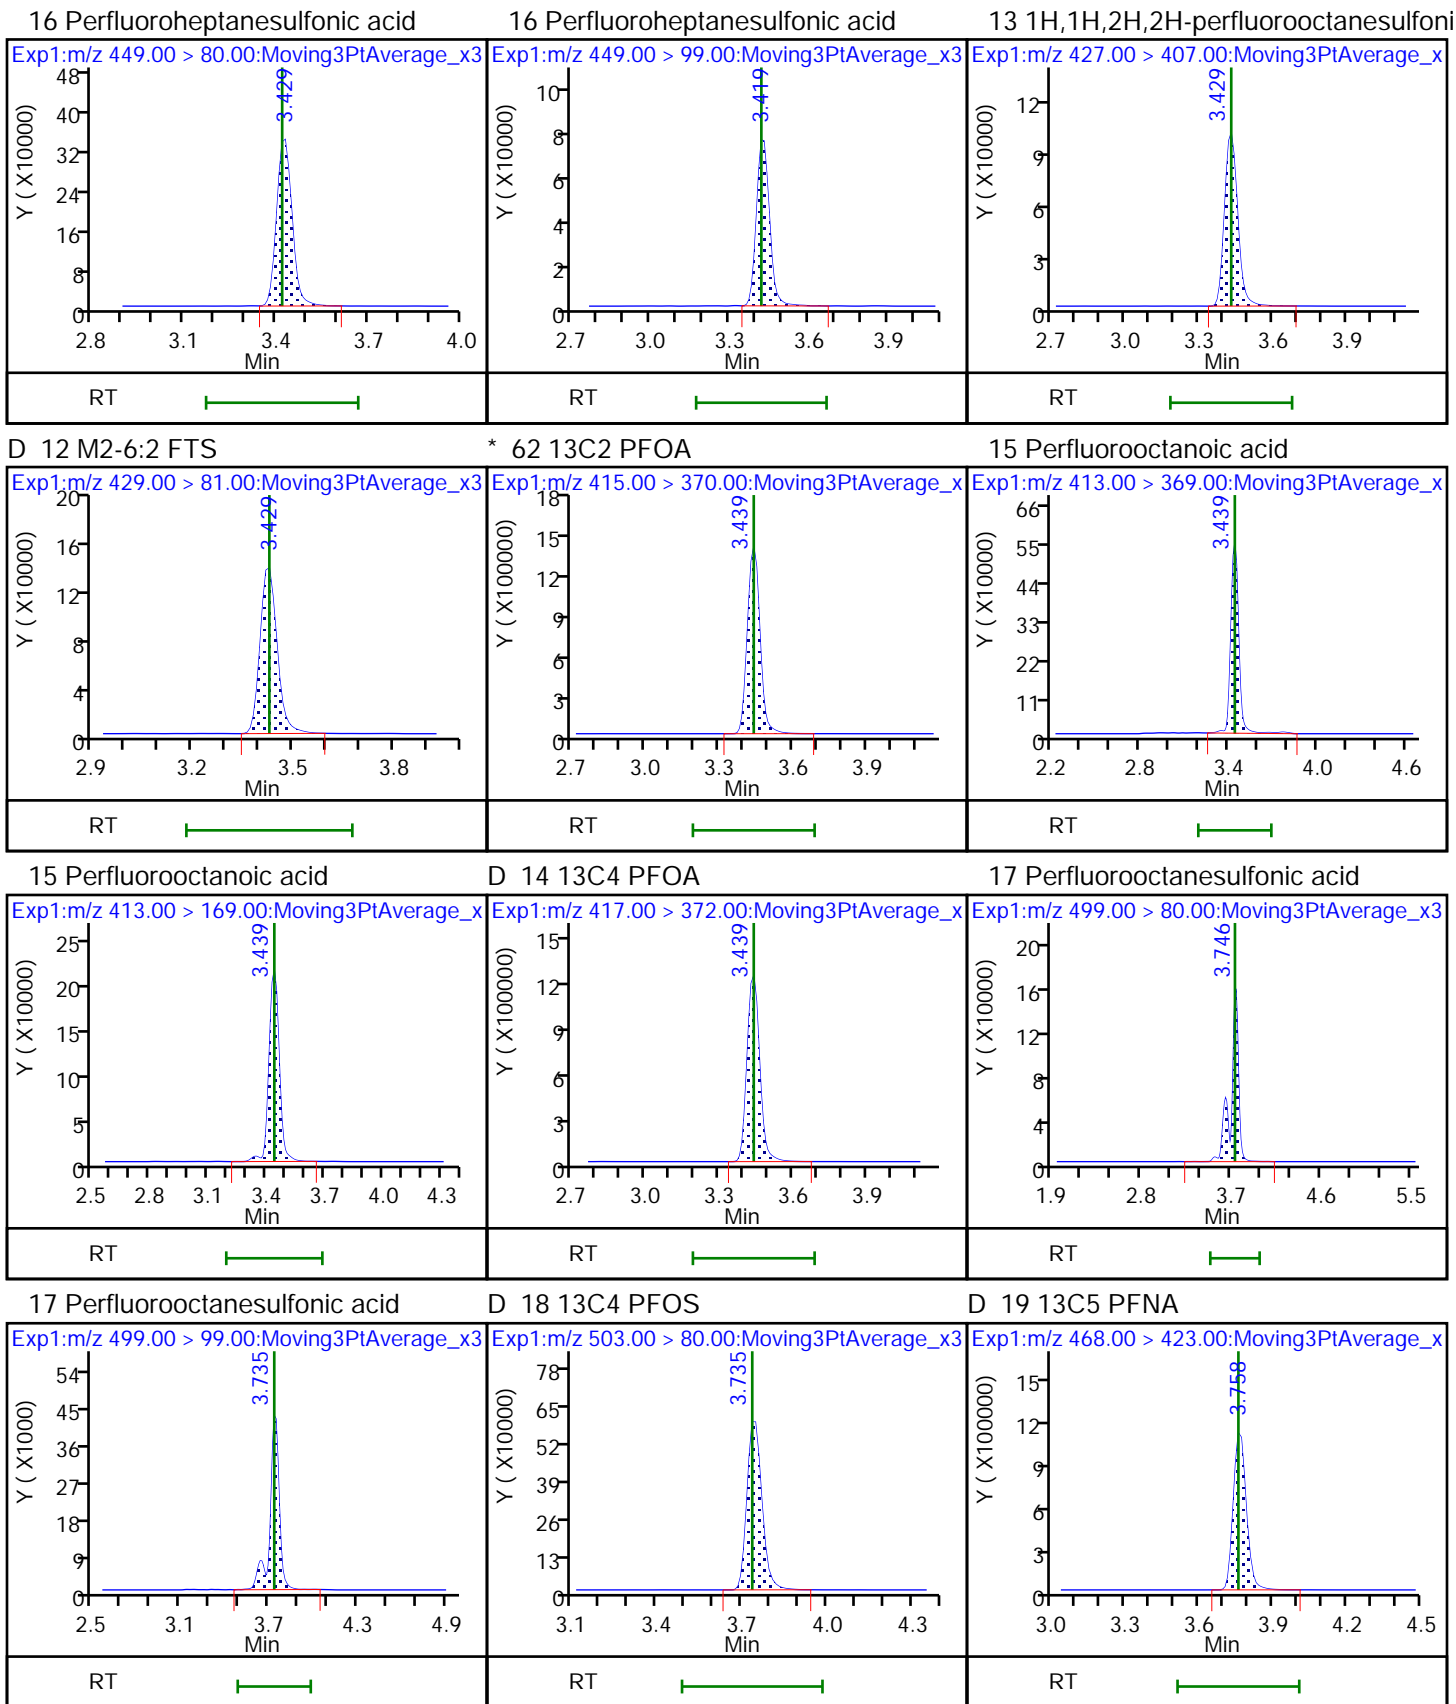 16 Perfluoroheptanesulfonic acid
16 Perfluoroheptanesulfonic acid
13 1H,1H,2H,2H-perfluorooctanesulfoni
Exp1:m/z 449.00 > 80.00:Moving3PtAverage_x3
Y ( X10000)
48
40
32
24
16
8
0
3.429
2.8 3.1 3.4 3.7 4.0
Min
RT
Exp1:m/z 449.00 > 99.00:Moving3PtAverage_x3
Y ( X10000)
10
8
6
4
2
0
3.419
2.7 3.0 3.3 3.6 3.9
Min
RT
Exp1:m/z 427.00 > 407.00:Moving3PtAverage_x
Y ( X10000)
12
9
6
3
0
3.429
2.7 3.0 3.3 3.6 3.9
Min
RT
D 12 M2-6:2 FTS
* 62 13C2 PFOA
15 Perfluorooctanoic acid
Exp1:m/z 429.00 > 81.00:Moving3PtAverage_x3
Y ( X10000)
20
16
12
8
4
0
3.429
2.9 3.2 3.5 3.8
Min
RT
Exp1:m/z 415.00 > 370.00:Moving3PtAverage_x
Y ( X100000)
18
15
12
9
6
3
0
3.439
2.7 3.0 3.3 3.6 3.9
Min
RT
Exp1:m/z 413.00 > 369.00:Moving3PtAverage_x
Y ( X10000)
66
55
44
33
22
11
0
3.439
2.2 2.8 3.4 4.0 4.6
Min
RT
15 Perfluorooctanoic acid
D 14 13C4 PFOA
17 Perfluorooctanesulfonic acid
Exp1:m/z 413.00 > 169.00:Moving3PtAverage_x
Y ( X10000)
25
20
15
10
5
0
3.439
2.5 2.8 3.1 3.4 3.7 4.0 4.3
Min
RT
Exp1:m/z 417.00 > 372.00:Moving3PtAverage_x
Y ( X100000)
15
12
9
6
3
0
3.439
2.7 3.0 3.3 3.6 3.9
Min
RT
Exp1:m/z 499.00 > 80.00:Moving3PtAverage_x3
Y ( X10000)
20
16
12
8
4
0
3.746
1.9 2.8 3.7 4.6 5.5
Min
RT
17 Perfluorooctanesulfonic acid
D 18 13C4 PFOS
D 19 13C5 PFNA
Exp1:m/z 499.00 > 99.00:Moving3PtAverage_x3
Y ( X1000)
54
45
36
27
18
9
0
3.735
2.5 3.1 3.7 4.3 4.9
Min
RT
Exp1:m/z 503.00 > 80.00:Moving3PtAverage_x3
Y ( X10000)
78
65
52
39
26
13
0
3.735
3.1 3.4 3.7 4.0 4.3
Min
RT
Exp1:m/z 468.00 > 423.00:Moving3PtAverage_x
Y ( X100000)
15
12
9
6
3
0
3.758
3.0 3.3 3.6 3.9 4.2 4.5
Min
RT